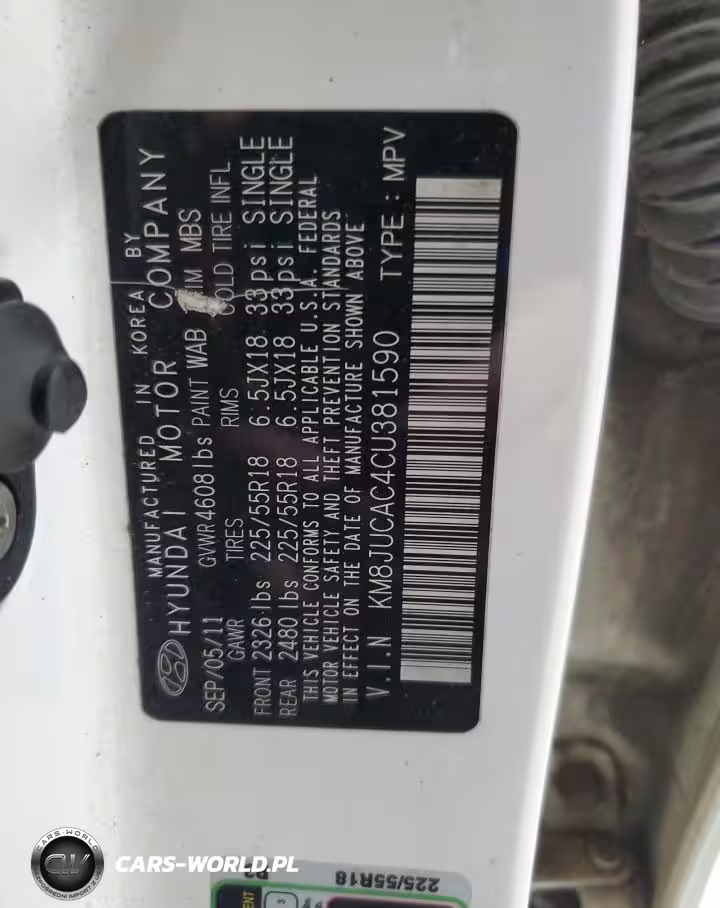 MANUFACTURED IN KOREA BY
HYUNDAI MOTOR COMPANY
SEP/05/11 GVWR4608lbs PAINT WAB TRIM MBS
GAWR TIRES RIMS COLD TIRE INFL
FRONT 2326lbs 225/55R18 6.5JX18 33psi SINGLE
REAR 2480lbs 225/55R18 6.5JX18 33psi SINGLE
THIS VEHICLE CONFORMS TO ALL APPLICABLE U.S.A. FEDERAL
MOTOR VEHICLE SAFETY AND THEFT PREVENTION STANDARDS
IN EFFECT ON THE DATE OF MANUFACTURE SHOWN ABOVE
V.I.N KM8JUCAC4CU381590 TYPE.: MPV
225/55R18
CARS-WORLD
CW
CARS-WORLD.PL